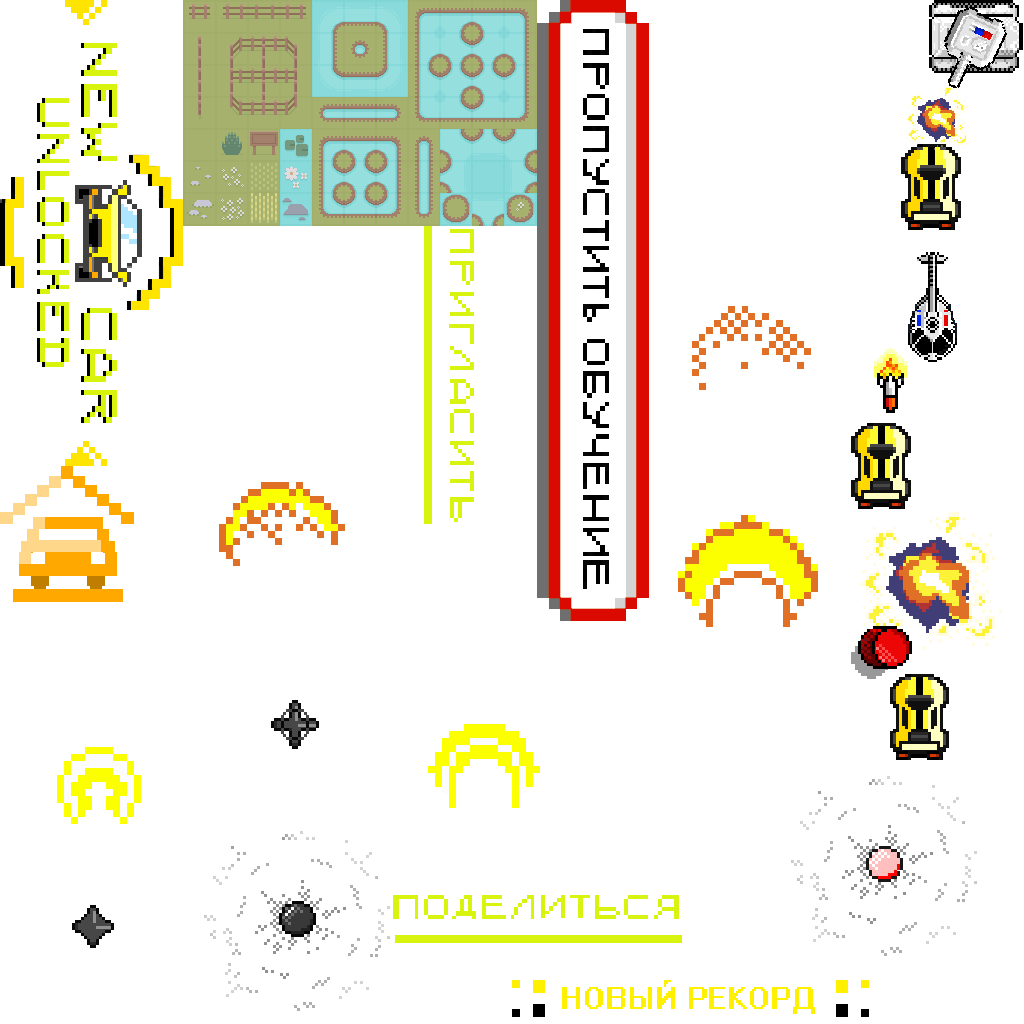 NEW CAR
UNLOCKED
ПРИГЛАСИТЬ
ПРОПУСТИТЬ ОБУЧЕНИЕ
ПОДЕЛИТЬСЯ
НОВЫЙ РЕКОРД